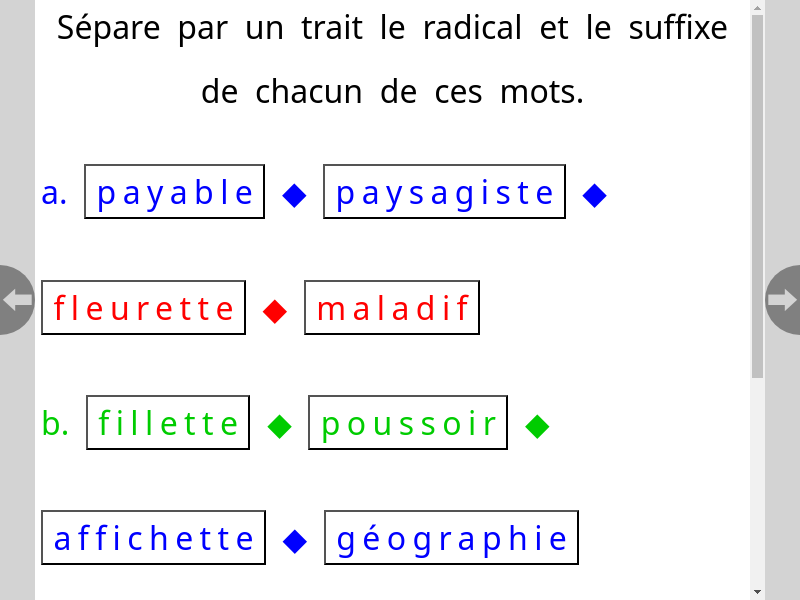 Sépare par un trait le radical et le suffixe
de chacun de ces mots.
a. payable ◆ paysagiste ◆
fleurette ◆ maladif
b. fillette ◆ poussoir ◆
affichette ◆ géographie